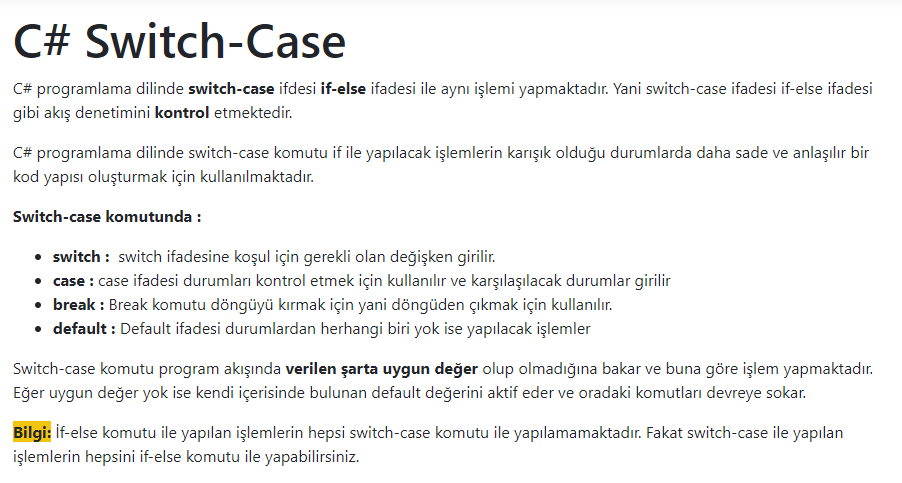 C# Switch-Case
C# programlama dilinde switch-case ifdesi if-else ifadesi ile aynı işlemi yapmaktadır. Yani switch-case ifadesi if-else ifadesi
gibi akış denetimini kontrol etmektedir.
C# programlama dilinde switch-case komutu if ile yapılacak işlemlerin karışık olduğu durumlarda daha sade ve anlaşılır bir
kod yapısı oluşturmak için kullanılmaktadır.
Switch-case komutunda :
• switch : switch ifadesine koşul için gerekli olan değişken girilir.
• case : case ifadesi durumları kontrol etmek için kullanılır ve karşılaşılacak durumlar girilir
• break : Break komutu döngüyü kırmak için yani döngüden çıkmak için kullanılır.
• default : Default ifadesi durumlardan herhangi biri yok ise yapılacak işlemler
Switch-case komutu program akışında verilen şarta uygun değer olup olmadığına bakar ve buna göre işlem yapmaktadır.
Eğer uygun değer yok ise kendi içerisinde bulunan default değerini aktif eder ve oradaki komutları devreye sokar.
Bilgi: İf-else komutu ile yapılan işlemlerin hepsi switch-case komutu ile yapılamamaktadır. Fakat switch-case ile yapılan
işlemlerin hepsini if-else komutu ile yapabilirsiniz.